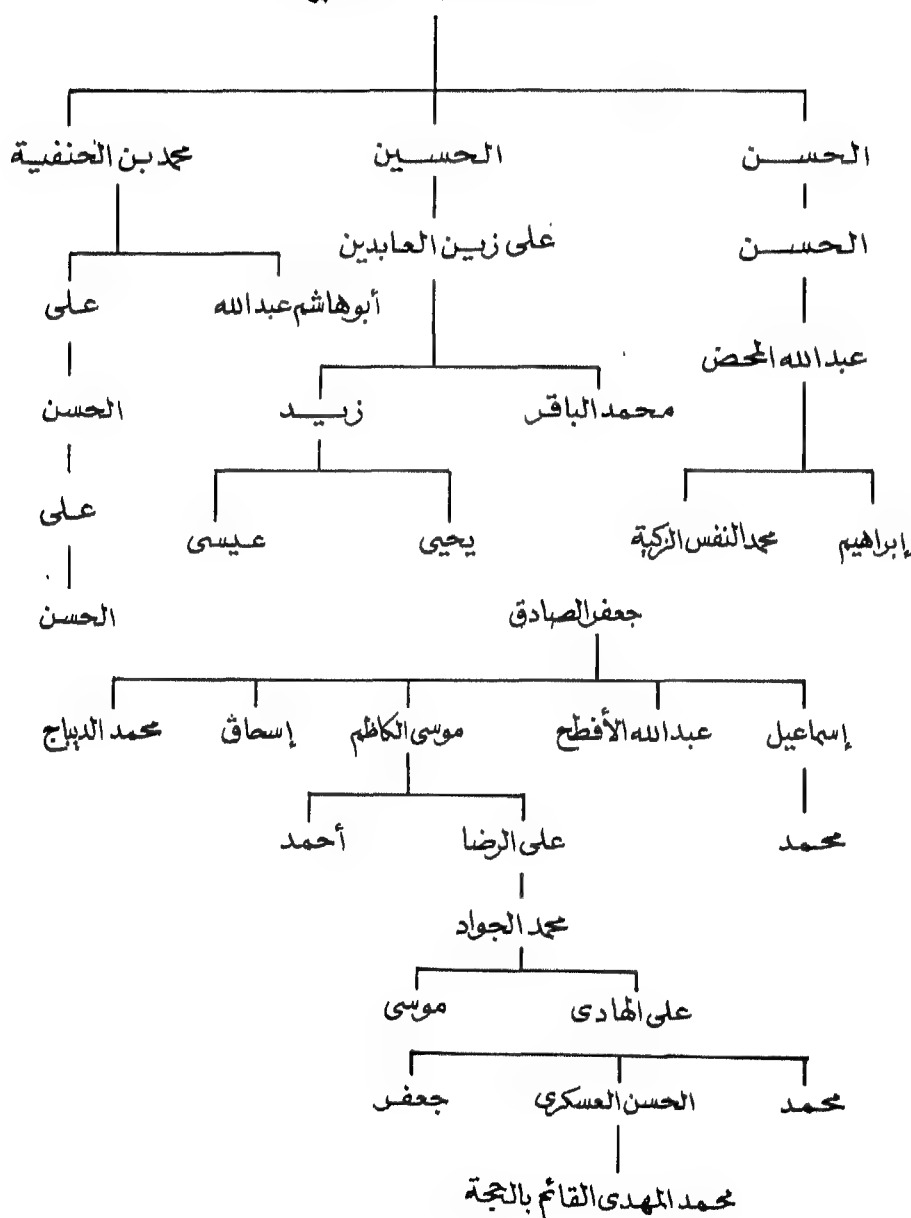 الحسن الحسين محمد بن الحنفية
الحسن على زين العابدين
أبو هاشم عبد الله على
عبد الله المحض
محمد الباقر زيد الحسن
إبراهيم محمد النفس الزكية يحيى عيسى على
جعفر الصادق الحسن
إسماعيل عبد الله الأفطح موسى الكاظم إسحاق محمد الديباج
محمد على الرضا أحمد
محمد الجواد
على الهادى موسى
محمد الحسن العسكرى جعفر
محمد المهدى القائم بالحجة